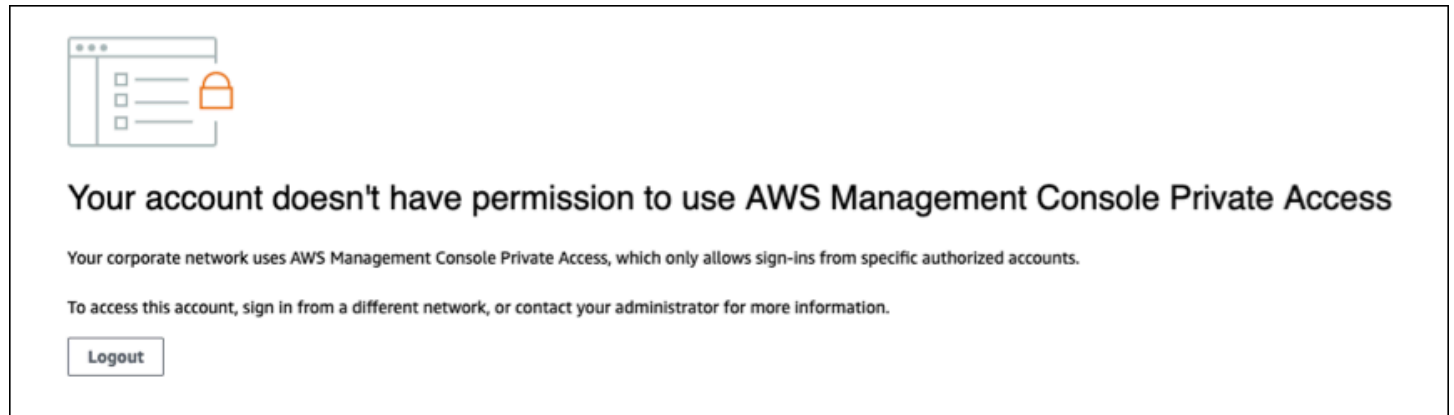 Your account doesn't have permission to use AWS Management Console Private Access
Your corporate network uses AWS Management Console Private Access, which only allows sign-ins from specific authorized accounts.
To access this account, sign in from a different network, or contact your administrator for more information.
Logout